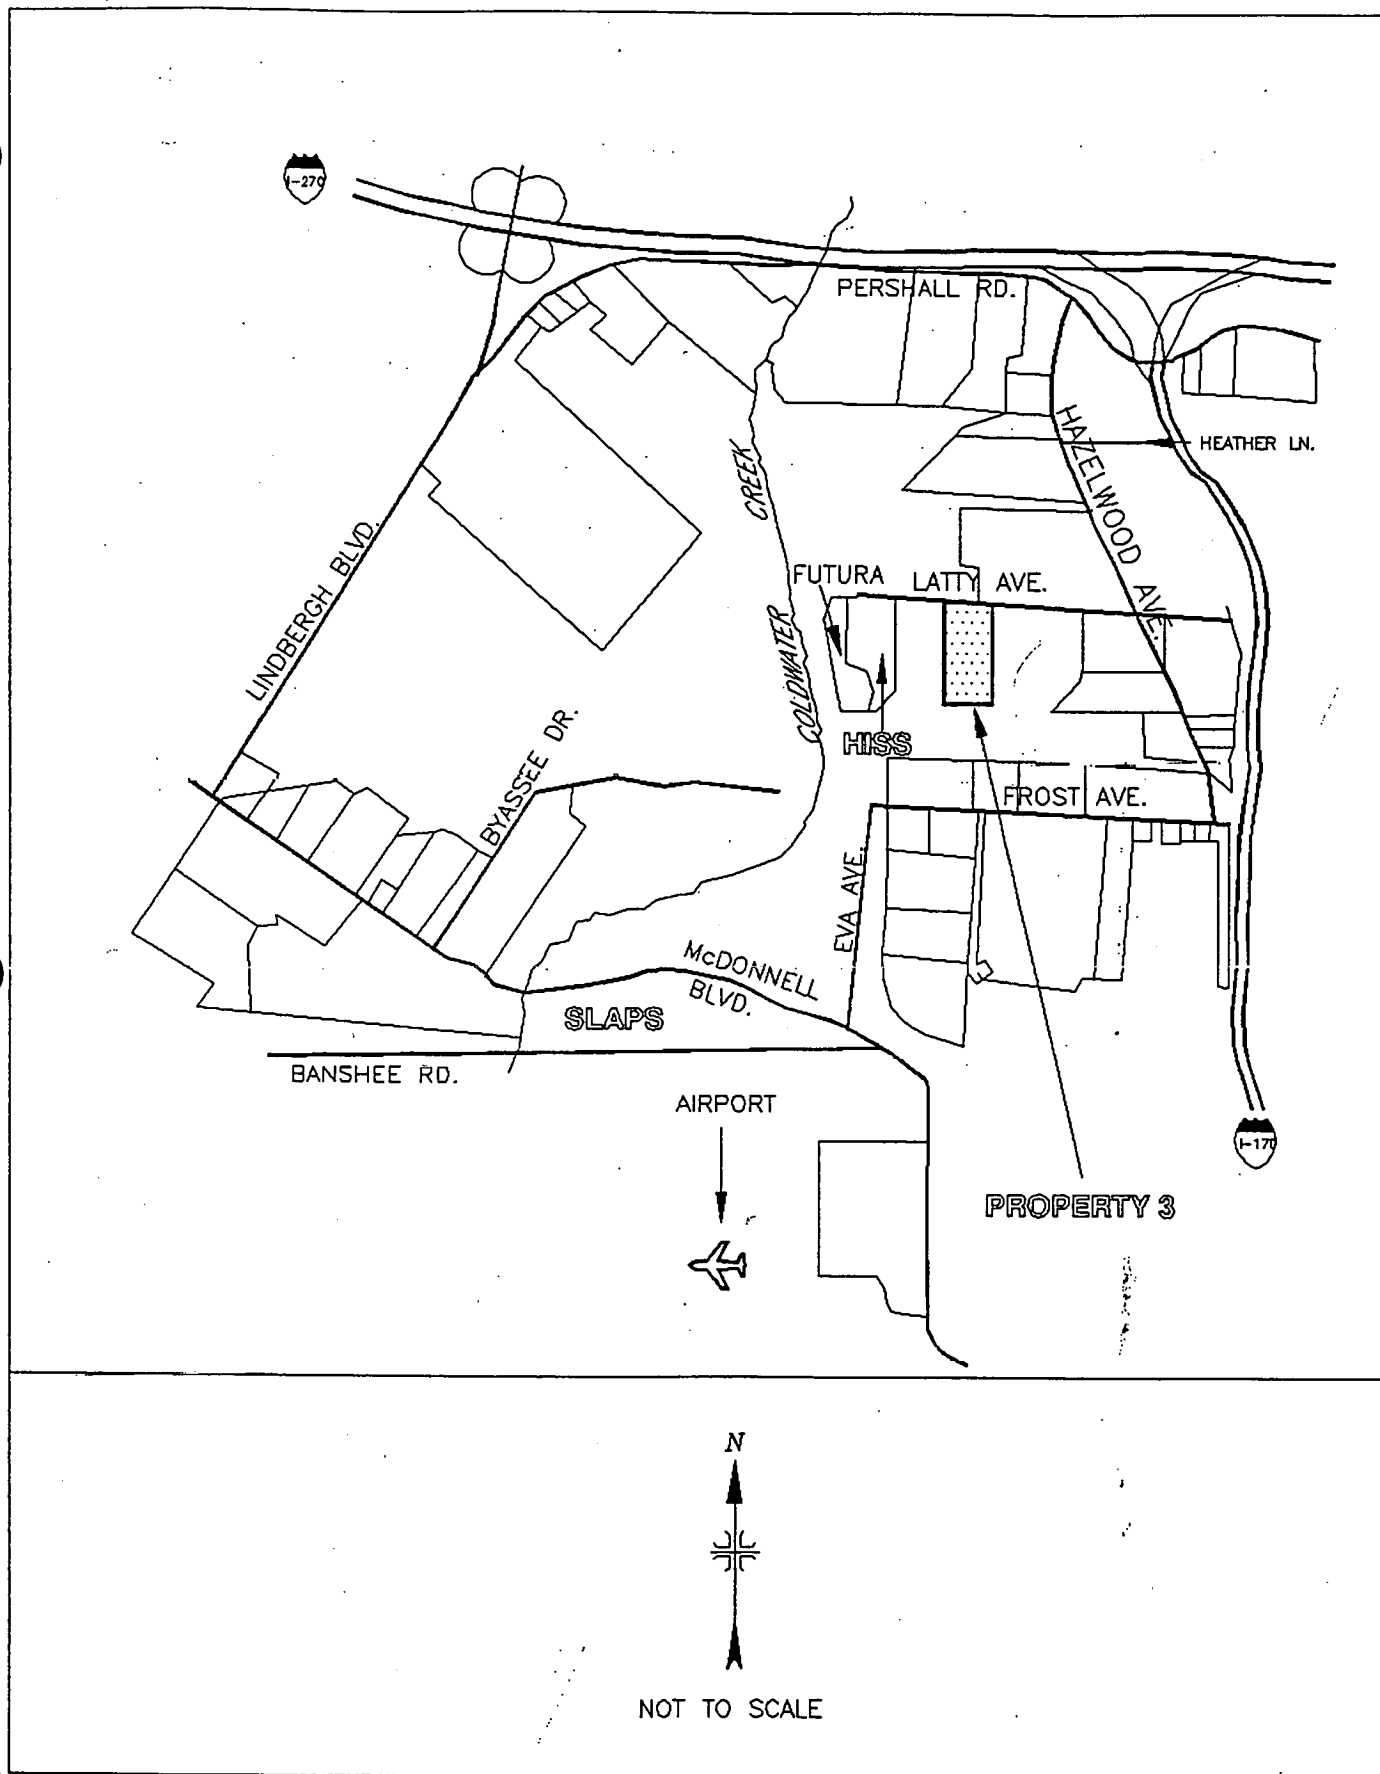 I-270
PERSHALL RD.
HEATHER LN.
HAZELWOOD AVE.
COLDWATER CREEK
LINDBERGH BLVD.
FUTURA
LATTY AVE.
HISS
BYASSEE DR.
FROST AVE.
EVA AVE.
McDONNELL
BLVD.
SLAPS
BANSHEE RD.
AIRPORT
I-170
PROPERTY 3
N
NOT TO SCALE